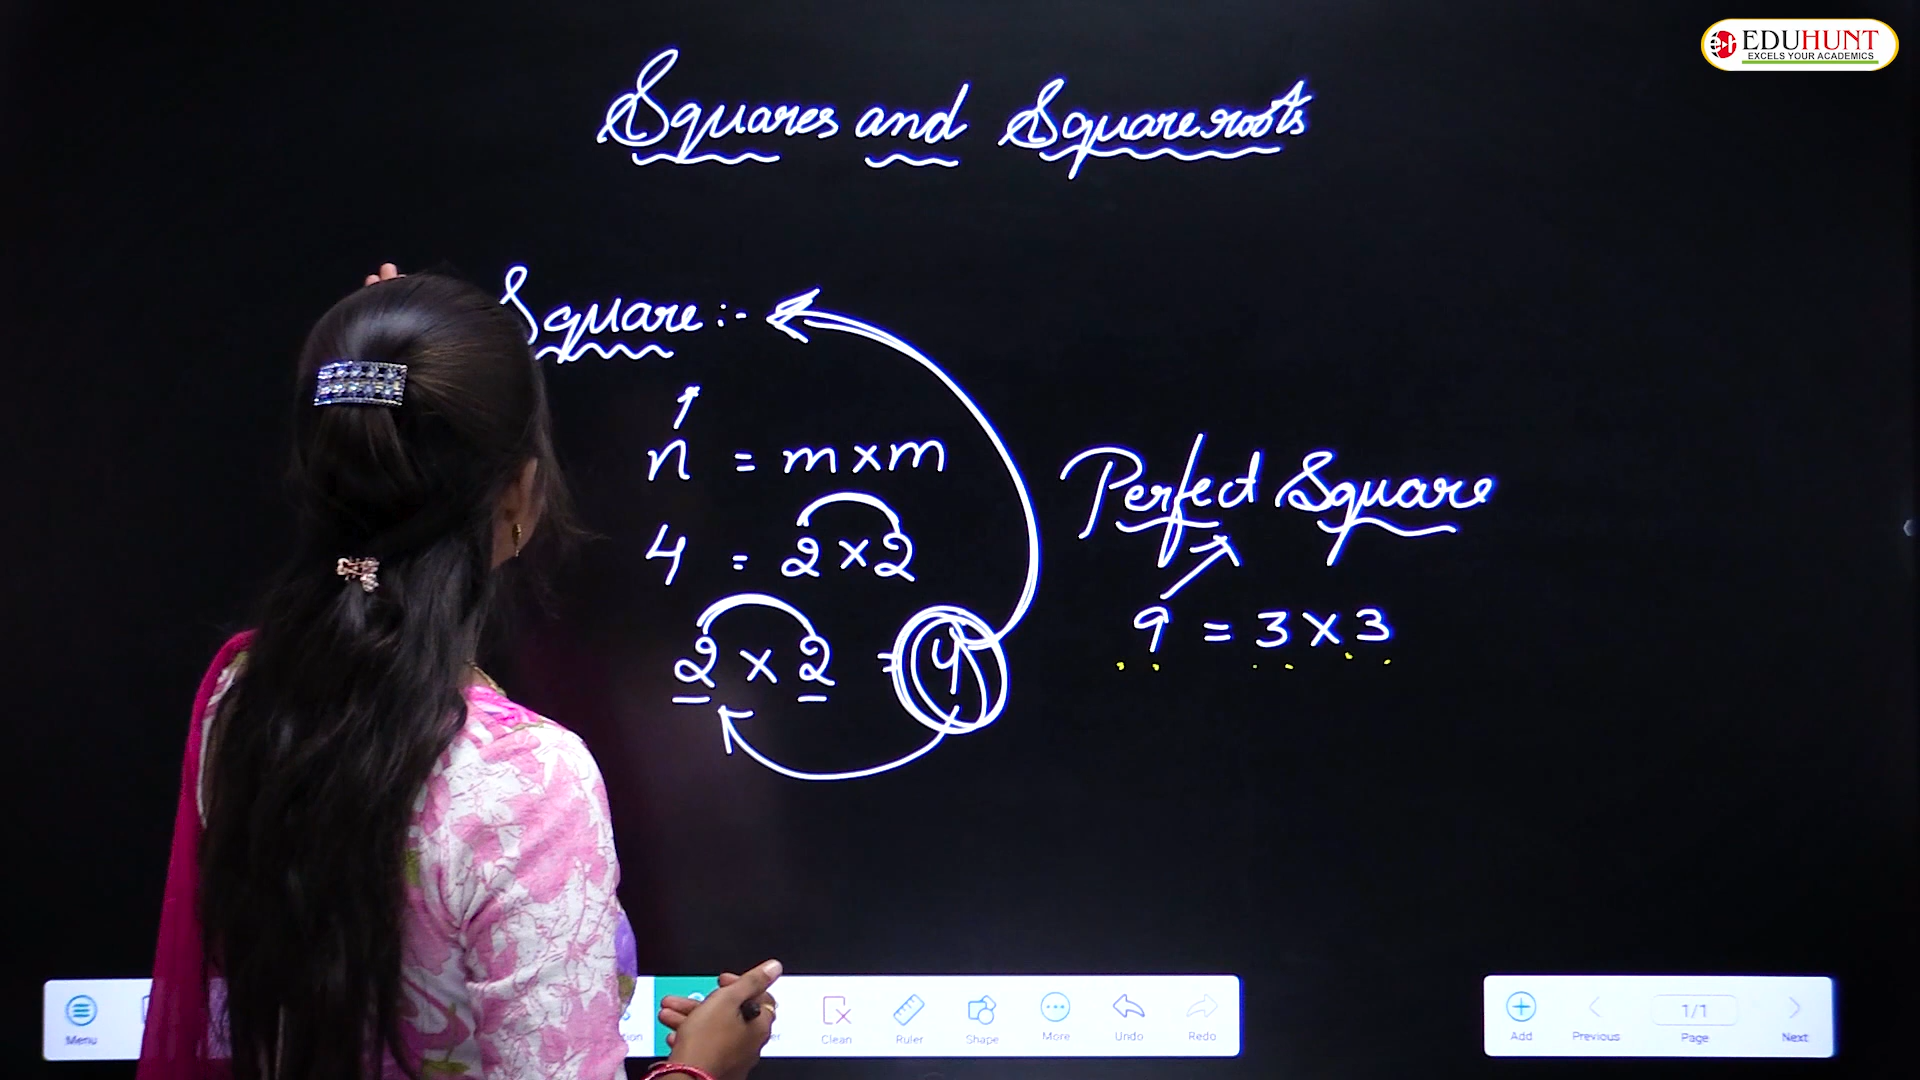 EDUHUNT
EXCELS YOUR ACADEMICS
Squares and Squareroots
Square :-
n = m×m
Perfect Square
4 = 2×2
9 = 3×3
2 × 2 = 4
Menu
Clean
Ruler
Shape
More
Undo
Redo
Add
Previous
1/1
Page
Next